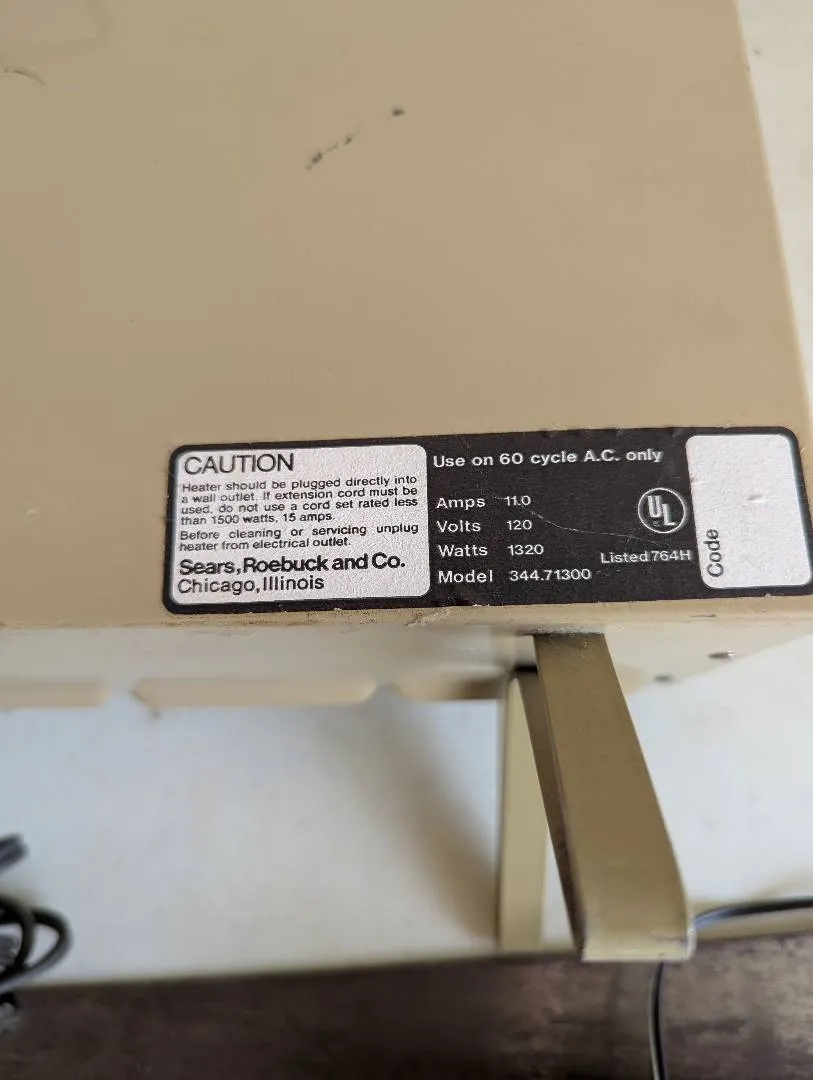 CAUTION
Heater should be plugged directly into
a wall outlet. If extension cord must be
used, do not use a cord set rated less
than 1500 watts, 15 amps.
Before cleaning or servicing unplug
heater from electrical outlet.
Sears, Roebuck and Co.
Chicago, Illinois
Use on 60 cycle A.C. only
Amps 11.0
Volts 120
Watts 1320
Model 344.71300
UL
Listed 764H
Code